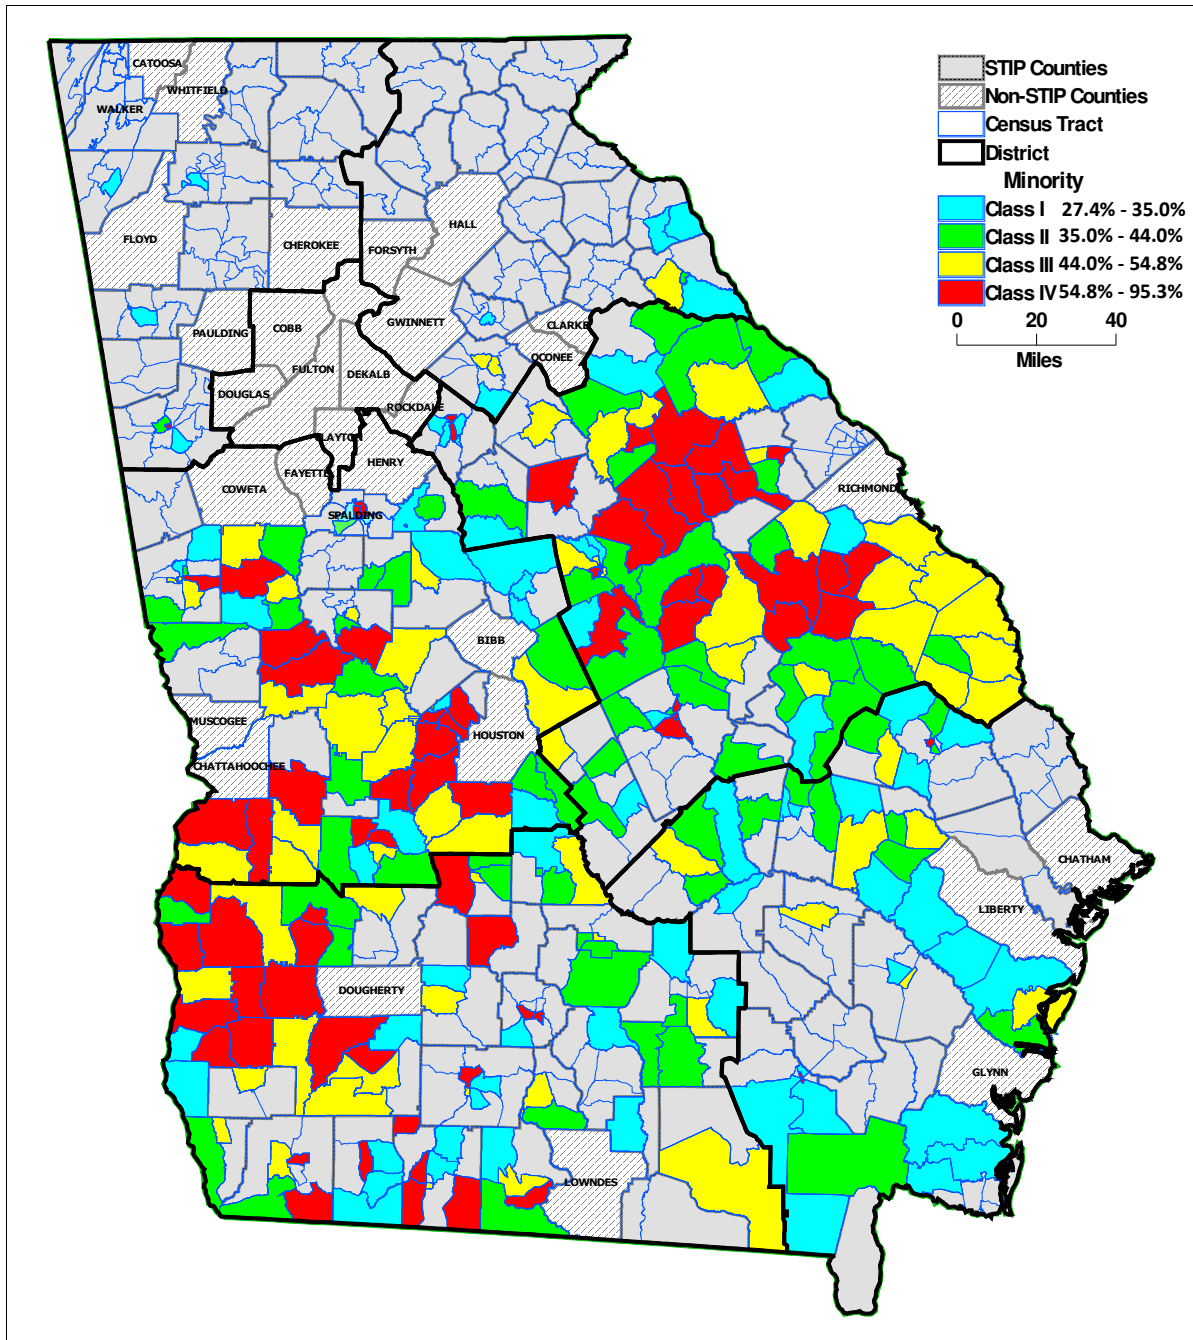 CATOOSA
WHITFIELD
WALKER
STIP Counties
Non-STIP Counties
Census Tract
District
Minority
Class I 27.4% - 35.0%
Class II 35.0% - 44.0%
Class III 44.0% - 54.8%
Class IV 54.8% - 95.3%
0 20 40
Miles
HALL
FLOYD
CHEROKEE
FORSYTH
PAULDING
COBB
GWINNETT
CLARKE
OCONEE
FULTON
DEKALB
DOUGLAS
ROCKDALE
LAYTON
HENRY
FAYETTE
COWETA
RICHMOND
SPALDING
BIBB
MUSCOGEE
HOUSTON
CHATTAHOOCHEE
CHATHAM
LIBERTY
DOUGHERTY
GLYNN
LOWNDES